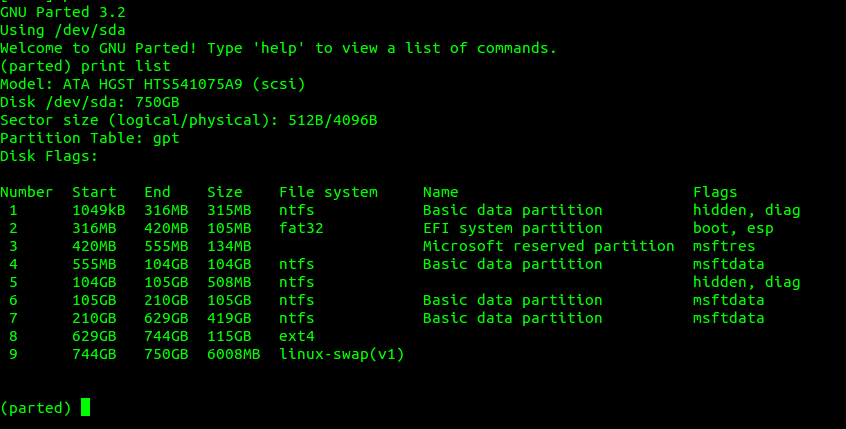 GNU Parted 3.2
Using /dev/sda
Welcome to GNU Parted! Type 'help' to view a list of commands.
(parted) print list
Model: ATA HGST HTS541075A9 (scsi)
Disk /dev/sda: 750GB
Sector size (logical/physical): 512B/4096B
Partition Table: gpt
Disk Flags:
Number  Start   End     Size    File system     Name                          Flags
 1      1049kB  316MB   315MB   ntfs            Basic data partition          hidden, diag
 2      316MB   420MB   105MB   fat32           EFI system partition          boot, esp
 3      420MB   555MB   134MB                   Microsoft reserved partition  msftres
 4      555MB   104GB   104GB   ntfs            Basic data partition          msftdata
 5      104GB   105GB   508MB   ntfs                                          hidden, diag
 6      105GB   210GB   105GB   ntfs            Basic data partition          msftdata
 7      210GB   629GB   419GB   ntfs            Basic data partition          msftdata
 8      629GB   744GB   115GB   ext4
 9      744GB   750GB   6008MB  linux-swap(v1)
(parted)